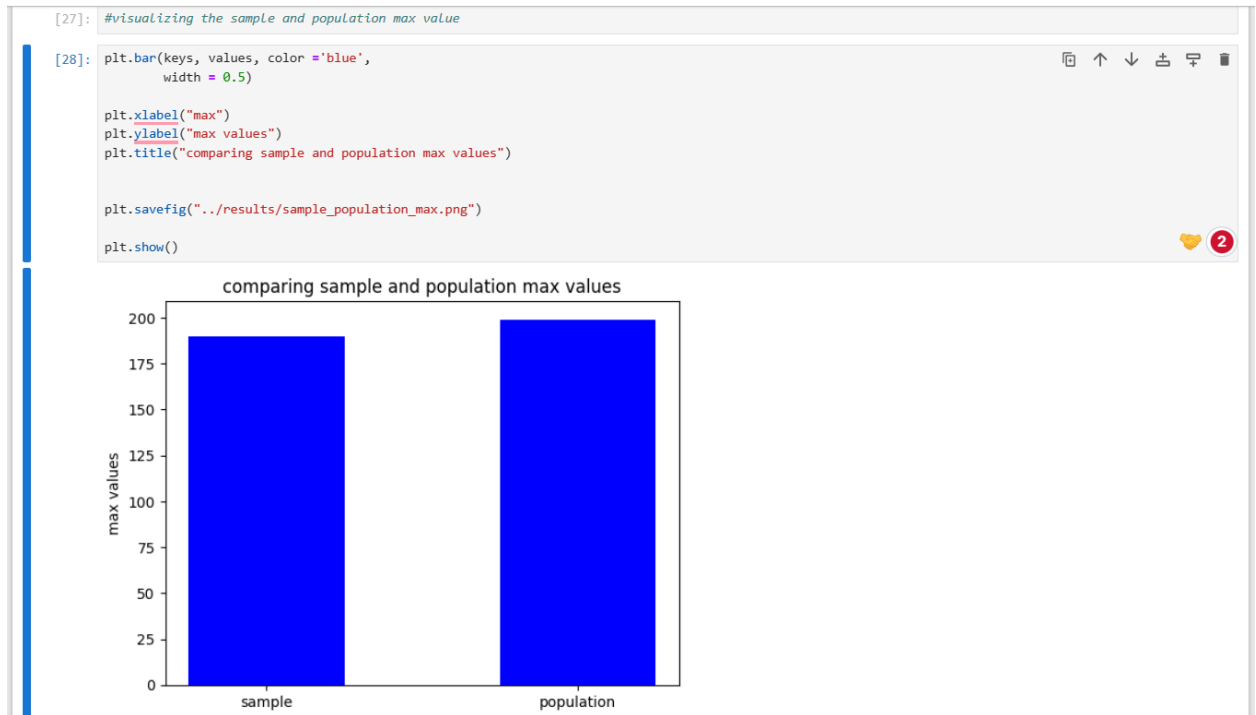 [27]: #visualizing the sample and population max value
[28]: plt.bar(keys, values, color ='blue',
width = 0.5)
plt.xlabel("max")
plt.ylabel("max values")
plt.title("comparing sample and population max values")
plt.savefig("../results/sample_population_max.png")
plt.show()
2
comparing sample and population max values
200
175
150
125
100
75
50
25
0
max values
sample
population